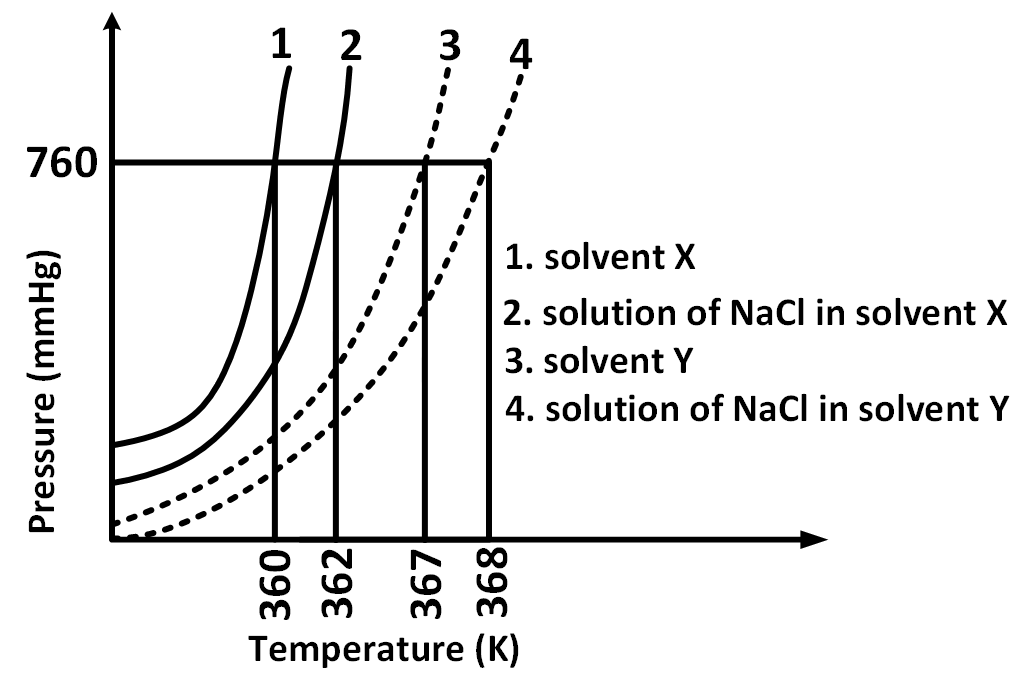 1 2 3 4
760
Pressure (mmHg)
1. solvent X
2. solution of NaCl in solvent X
3. solvent Y
4. solution of NaCl in solvent Y
360 362 367 368
Temperature (K)